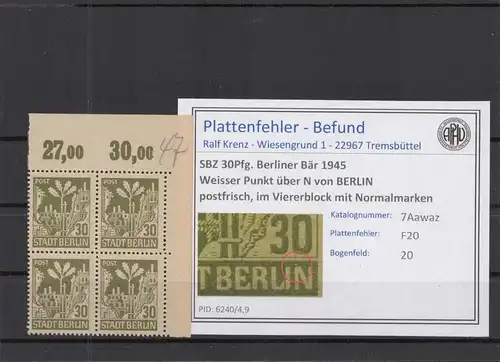 27,00 30,00 47
POST POST
30 30
STADT BERLIN STADT BERLIN
POST POST
30 30
STADT BERLIN STADT BERLIN
Plattenfehler - Befund
Ralf Krenz - Wiesengrund 1 - 22967 Tremsbüttel
SBZ 30Pfg. Berliner Bär 1945
Weisser Punkt über N von BERLIN
postfrisch, im Viererblock mit Normalmarken
30
DT BERLIN
Katalognummer: 7Aawaz
Plattenfehler: F20
Bogenfeld: 20
PID: 6240/4,9